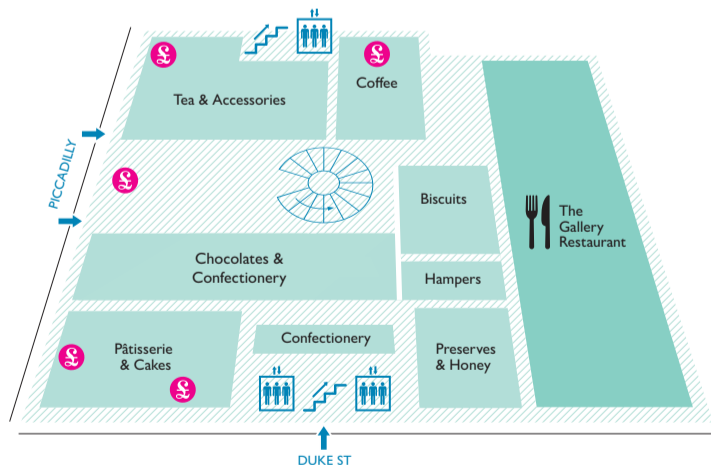 £
£
Coffee
Tea & Accessories
PICCADILLY
£
Biscuits
The
Gallery
Restaurant
Chocolates &
Confectionery
Hampers
Pâtisserie
& Cakes
£
£
Confectionery
Preserves
& Honey
DUKE ST